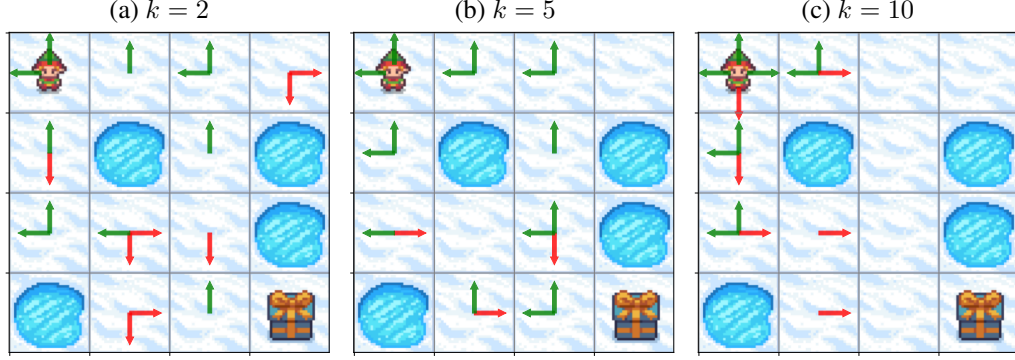 (a) k = 2
(b) k = 5
(c) k = 10